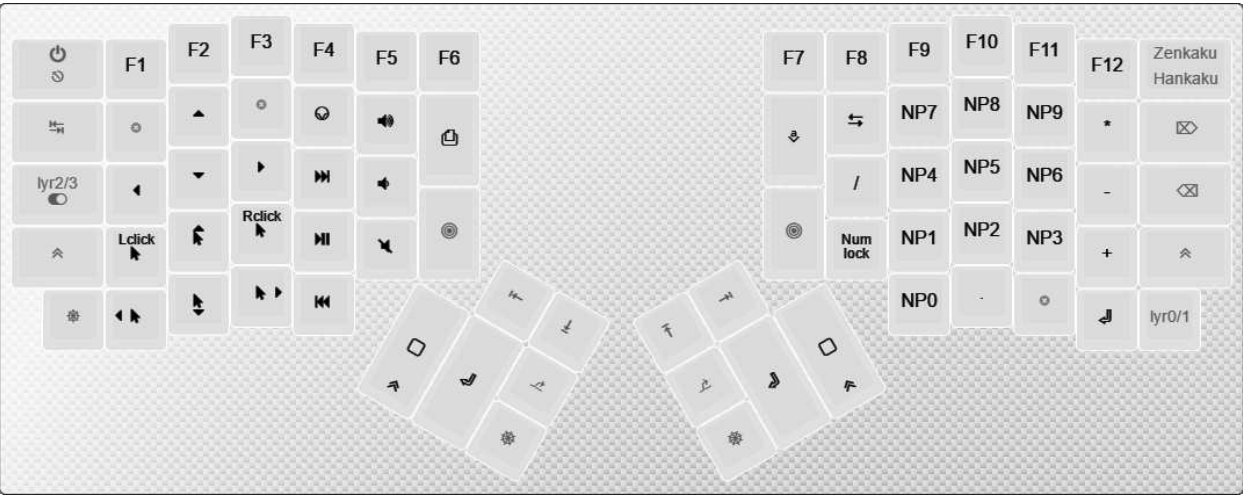 F1
F2
F3
F4
F5
F6
F7
F8
F9
F10
F11
F12
Zenkaku
Hankaku
NP7
NP8
NP9
*
a
lyr2/3
/
NP4
NP5
NP6
-
Lclick
Rclick
Num
lock
NP1
NP2
NP3
+
NP0
.
lyr0/1